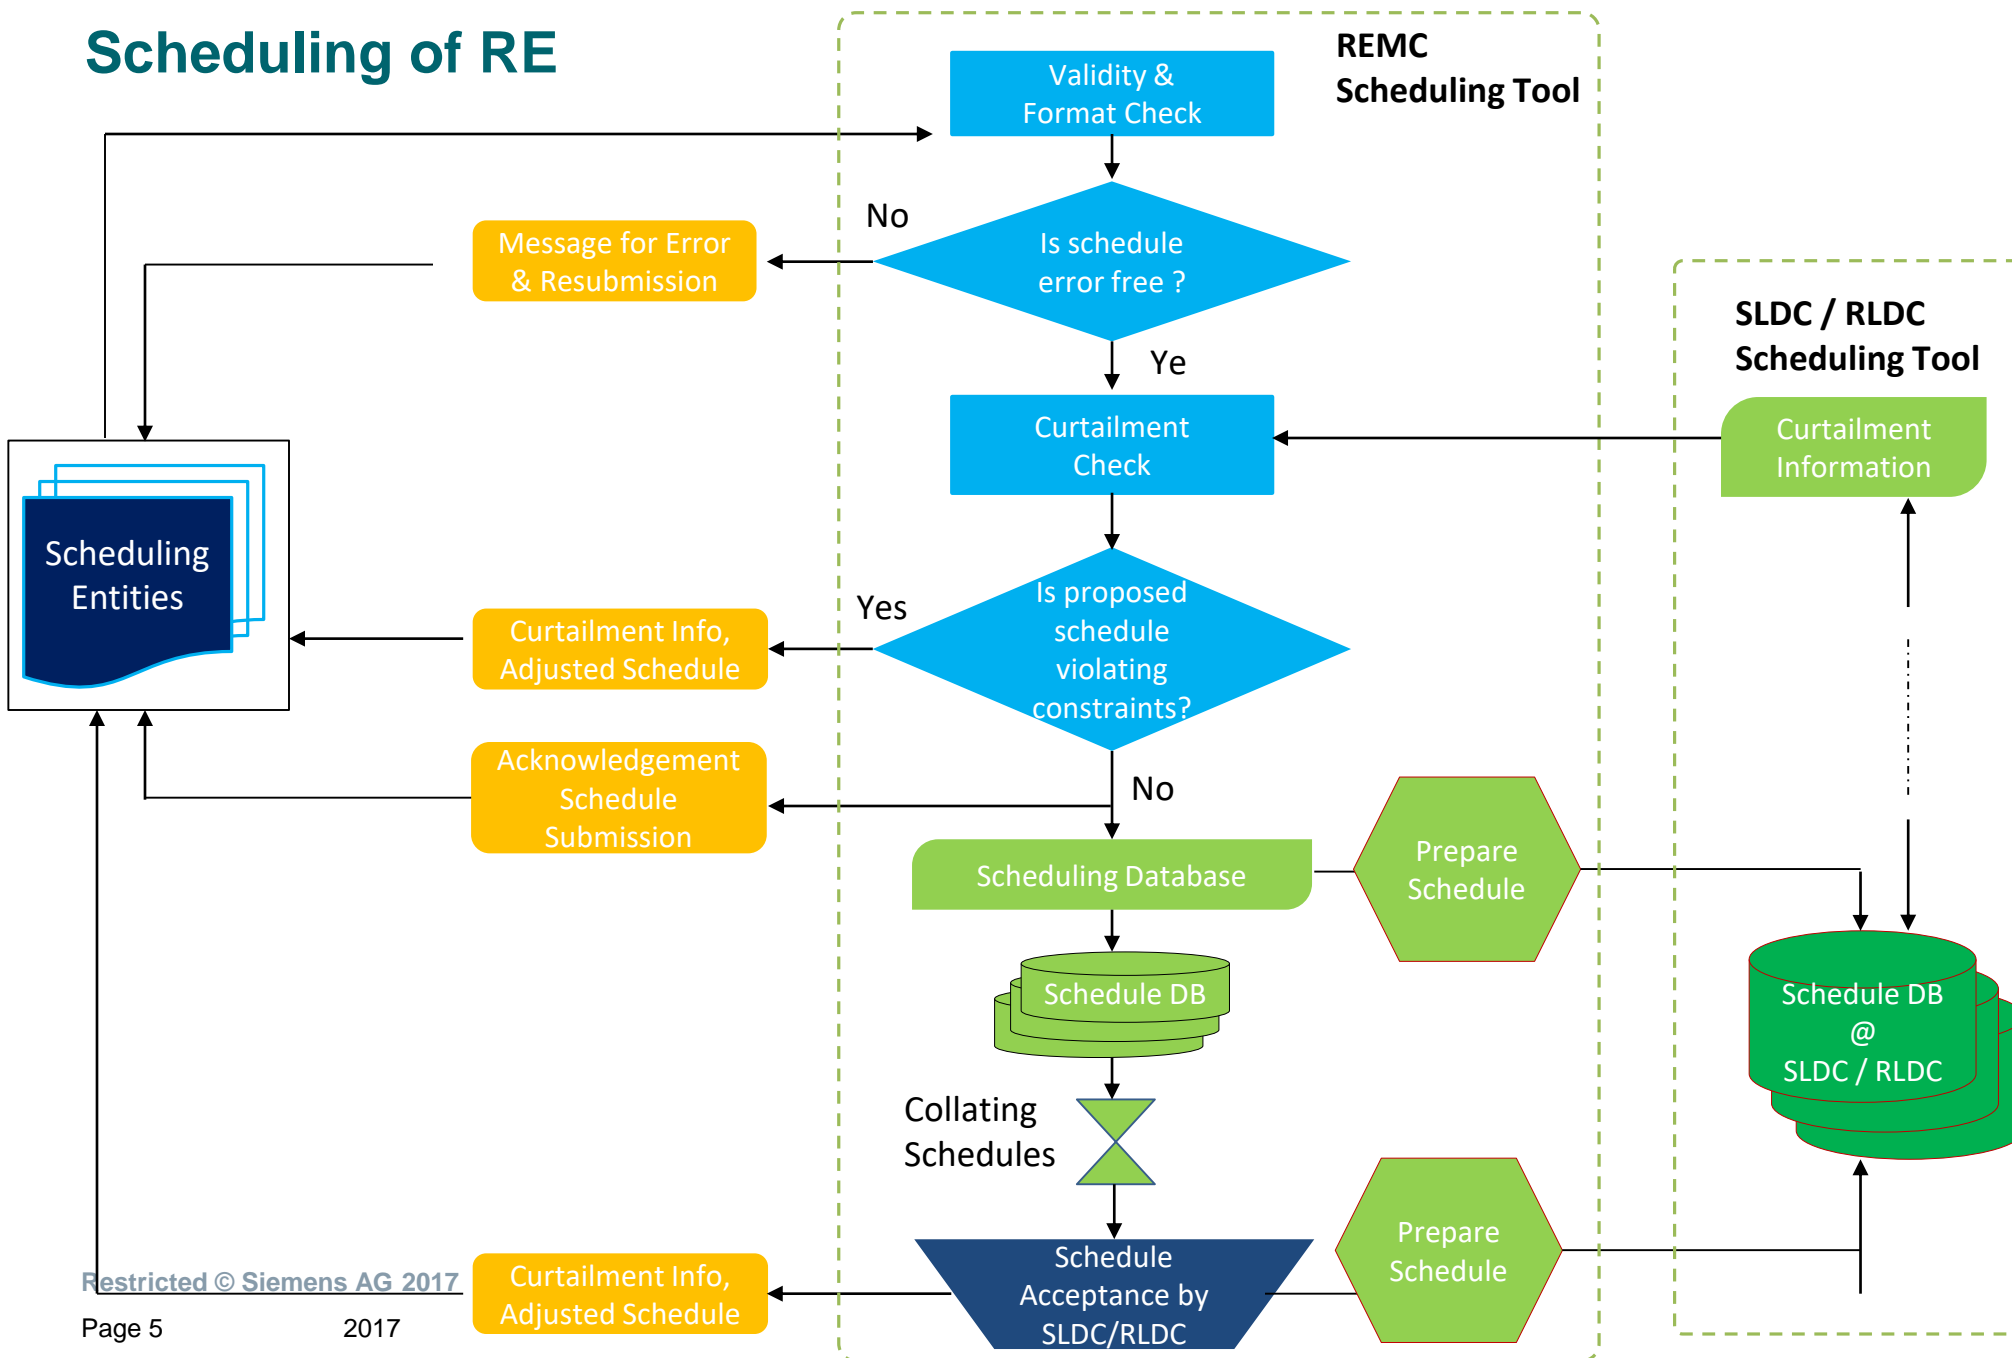 Scheduling of RE
REMC
Scheduling Tool
Validity &
Format Check
No
Message for Error
& Resubmission
Is schedule
error free ?
SLDC / RLDC
Scheduling Tool
Ye
Curtailment
Check
Curtailment
Information
Scheduling
Entities
Yes
Is proposed
schedule
violating
constraints?
Curtailment Info,
Adjusted Schedule
Acknowledgement
Schedule
Submission
No
Scheduling Database
Prepare
Schedule
Schedule DB
Schedule DB
@
SLDC / RLDC
Collating
Schedules
Schedule
Acceptance by
SLDC/RLDC
Prepare
Schedule
Curtailment Info,
Adjusted Schedule
Restricted © Siemens AG 2017
Page 5 2017